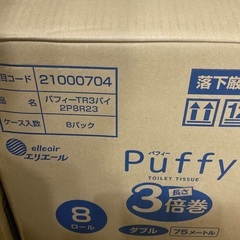 目コード 21000704
品名 パフィーTR3バイ
2P8R23
ケース入数 8パック
落下厳
elleair
エリエール
パフィー
Puffy
TOILET TISSUE
長さ
3倍巻
8
ロール
ダブル 75メートル